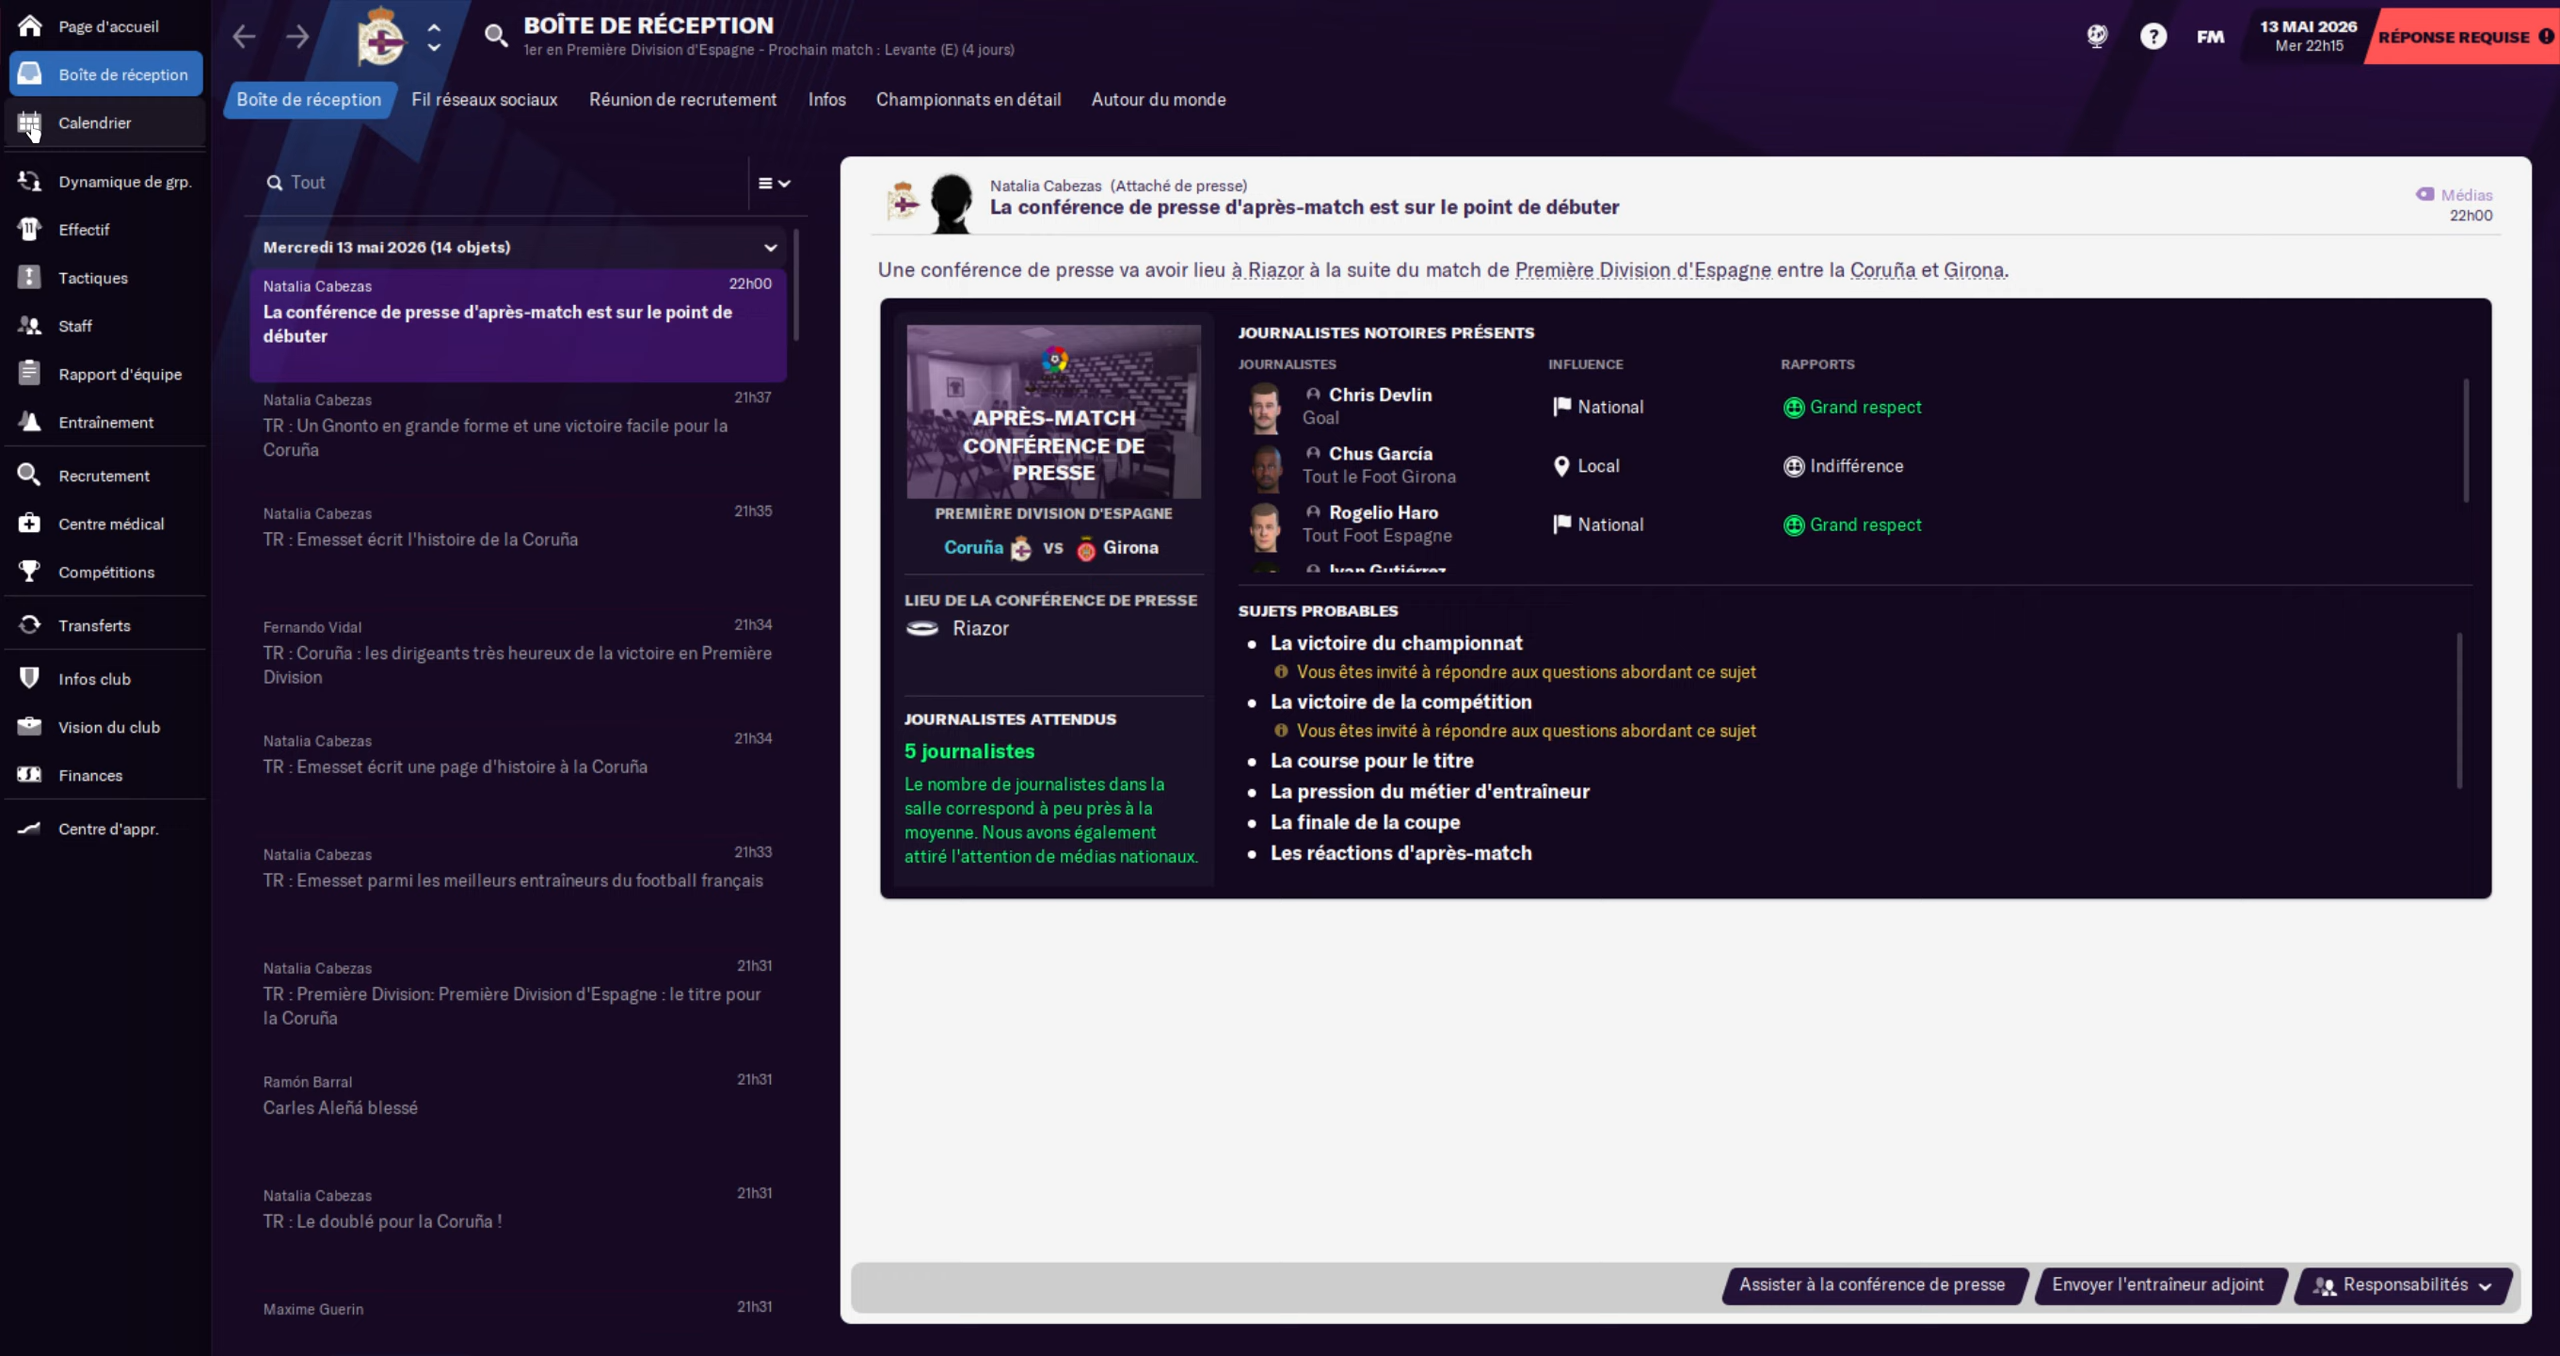 Page d'accueil
Boîte de réception
Calendrier
Dynamique de grp.
Effectif
Tactiques
Staff
Rapport d'équipe
Entraînement
Recrutement
Centre médical
Compétitions
Transferts
Infos club
Vision du club
Finances
Centre d'appr.
BOÎTE DE RÉCEPTION
1er en Première Division d'Espagne - Prochain match : Levante (E) (4 jours)
FM
13 MAI 2026
Mer 22h15
RÉPONSE REQUISE
Boîte de réception
Fil réseaux sociaux
Réunion de recrutement
Infos
Championnats en détail
Autour du monde
Tout
Mercredi 13 mai 2026 (14 objets)
Natalia Cabezas 22h00
La conférence de presse d'après-match est sur le point de
débuter
Natalia Cabezas 21h37
TR : Un Gnonto en grande forme et une victoire facile pour la
Coruña
Natalia Cabezas 21h35
TR : Emesset écrit l'histoire de la Coruña
Fernando Vidal 21h34
TR : Coruña : les dirigeants très heureux de la victoire en Première
Division
Natalia Cabezas 21h34
TR : Emesset écrit une page d'histoire à la Coruña
Natalia Cabezas 21h33
TR : Emesset parmi les meilleurs entraîneurs du football français
Natalia Cabezas 21h31
TR : Première Division: Première Division d'Espagne : le titre pour
la Coruña
Ramón Barral 21h31
Carles Aleñá blessé
Natalia Cabezas 21h31
TR : Le doublé pour la Coruña !
Maxime Guerin 21h31
Natalia Cabezas (Attaché de presse)
La conférence de presse d'après-match est sur le point de débuter
Médias
22h00
Une conférence de presse va avoir lieu à Riazor à la suite du match de Première Division d'Espagne entre la Coruña et Girona.
APRÈS-MATCH
CONFÉRENCE DE
PRESSE
PREMIÈRE DIVISION D'ESPAGNE
Coruña VS Girona
LIEU DE LA CONFÉRENCE DE PRESSE
Riazor
JOURNALISTES ATTENDUS
5 journalistes
Le nombre de journalistes dans la
salle correspond à peu près à la
moyenne. Nous avons également
attiré l'attention de médias nationaux.
JOURNALISTES NOTOIRES PRÉSENTS
JOURNALISTES INFLUENCE RAPPORTS
Chris Devlin
Goal
National
Grand respect
Chus García
Tout le Foot Girona
Local
Indifférence
Rogelio Haro
Tout Foot Espagne
National
Grand respect
Ivan Gutiérrez
SUJETS PROBABLES
La victoire du championnat
Vous êtes invité à répondre aux questions abordant ce sujet
La victoire de la compétition
Vous êtes invité à répondre aux questions abordant ce sujet
La course pour le titre
La pression du métier d'entraîneur
La finale de la coupe
Les réactions d'après-match
Assister à la conférence de presse
Envoyer l'entraîneur adjoint
Responsabilités